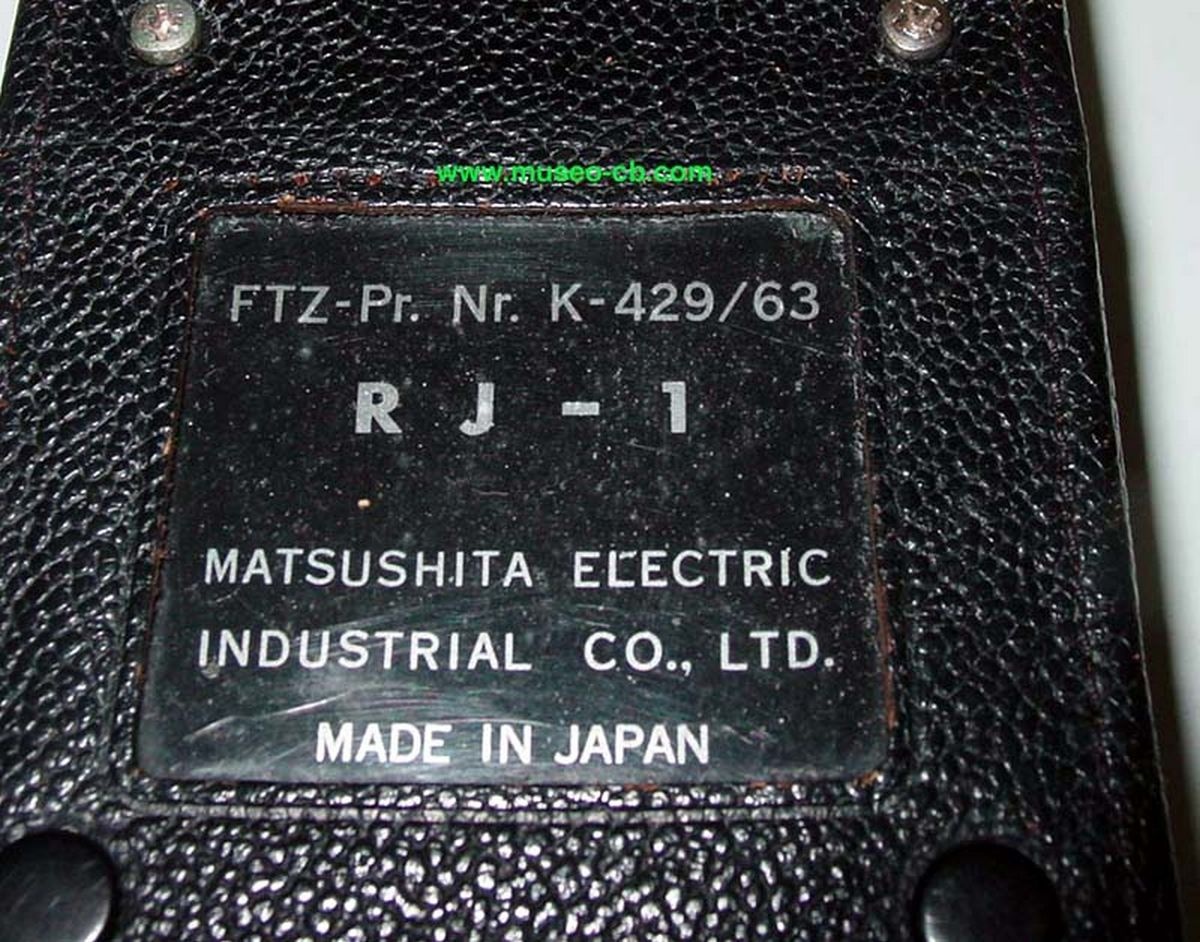 www.museo-cb.com
FTZ-Pr. Nr. K-429/63
RJ-1
MATSUSHITA ELECTRIC
INDUSTRIAL CO., LTD.
MADE IN JAPAN